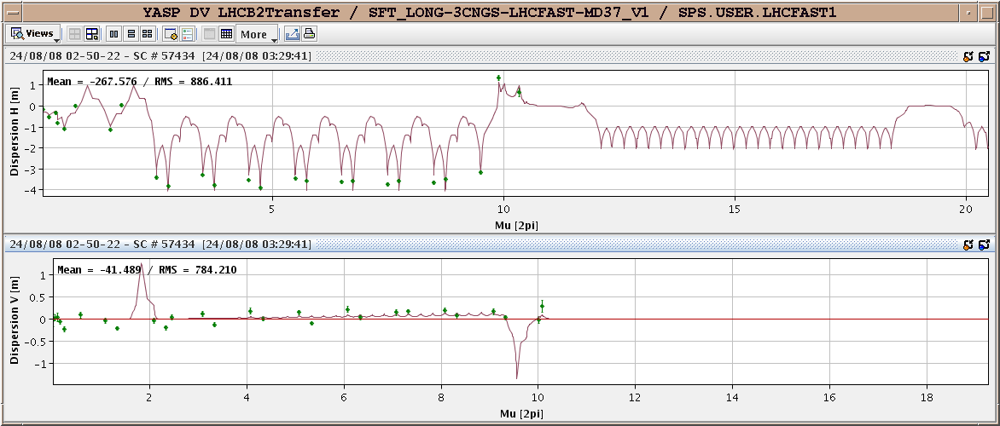 YASP DV LHCB2Transfer / SFT_LONG-3CNGS-LHCFAST-MD37_V1 / SPS.USER.LHCFAST1
Views More
24/08/08 02-50-22 - SC # 57434 [24/08/08 03:29:41]
Mean = -267.576 / RMS = 886.411
Dispersion H [m]
1
0
-1
-2
-3
-4
5 10 15 20
Mu [2pi]
24/08/08 02-50-22 - SC # 57434 [24/08/08 03:29:41]
Mean = -41.489 / RMS = 784.210
Dispersion V [m]
1
0.5
0
-0.5
-1
2 4 6 8 10 12 14 16 18
Mu [2pi]